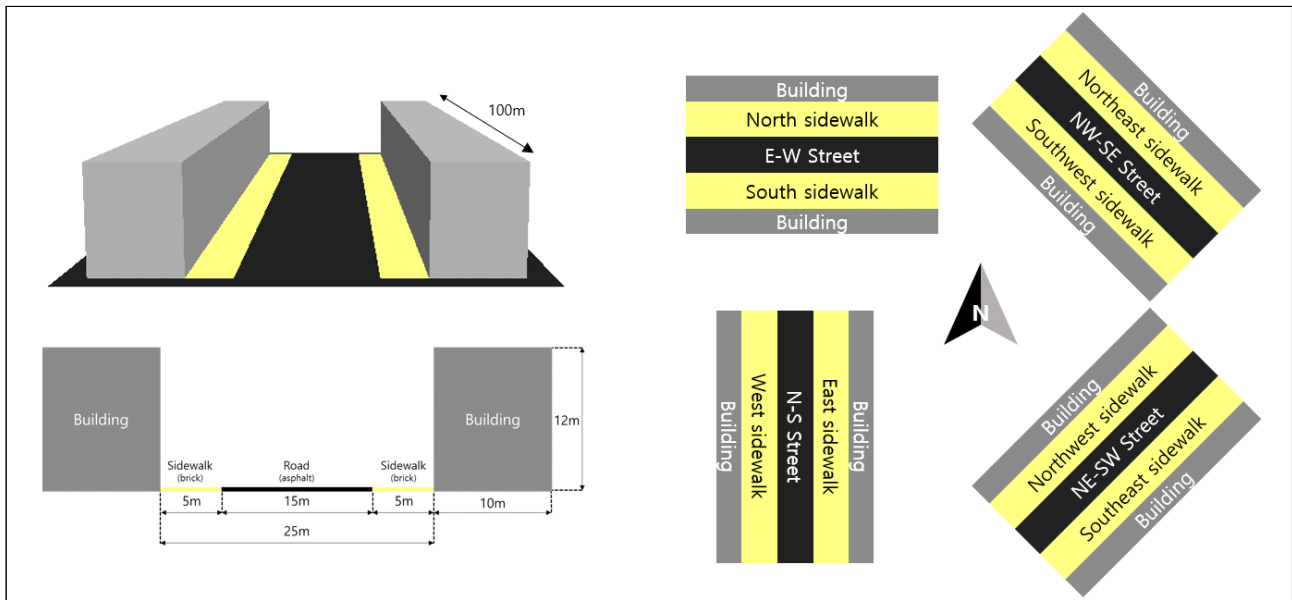 100m
Building
Building
12m
Sidewalk
(brick)
Road
(asphalt)
Sidewalk
(brick)
5m
15m
5m
10m
25m
Building
North sidewalk
E-W Street
South sidewalk
Building
Building
Northeast sidewalk
NW-SE Street
Southwest sidewalk
Building
N
Building
West sidewalk
N-S Street
East sidewalk
Building
Building
Northwest sidewalk
NE-SW Street
Southeast sidewalk
Building